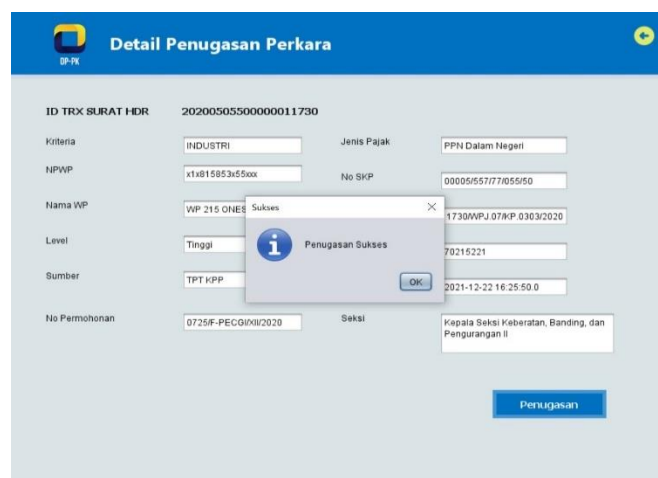 Detail Penugasan Perkara
DP-PK
ID TRX SURAT HDR 20200505500000011730
Kriteria INDUSTRI Jenis Pajak PPN Dalam Negeri
NPWP x1x815853x55xxx No SKP 00005/557/77/055/50
Nama WP WP 215 ONES 1730/WPJ.07/KP.0303/2020
Sukses
Penugasan Sukses
OK
Level Tinggi 70215221
Sumber TPT KPP 2021-12-22 16:25:50.0
No Permohonan 0725/F-PECGI/XII/2020 Seksi Kepala Seksi Keberatan, Banding, dan
Pengurangan II
Penugasan